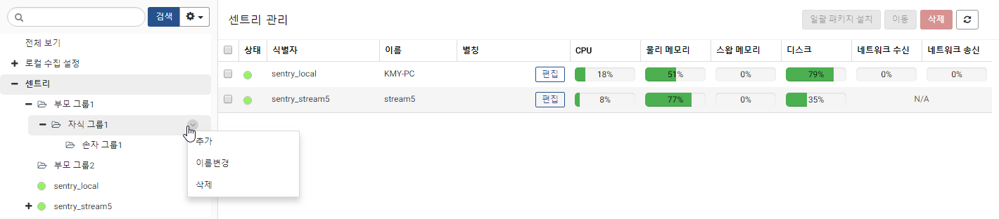 검색
전체 보기
로컬 수집 설정
센트리
부모 그룹1
자식 그룹1
손자 그룹1
부모 그룹2
sentry_local
sentry_stream5
추가
이름변경
삭제
센트리 관리
일괄 패키지 설치 이동 삭제
상태 식별자 이름 별칭 CPU 물리 메모리 스왑 메모리 디스크 네트워크 수신 네트워크 송신
sentry_local KMY-PC 편집 18% 51% 0% 79% 0% 0%
sentry_stream5 stream5 편집 8% 77% 0% 35% N/A